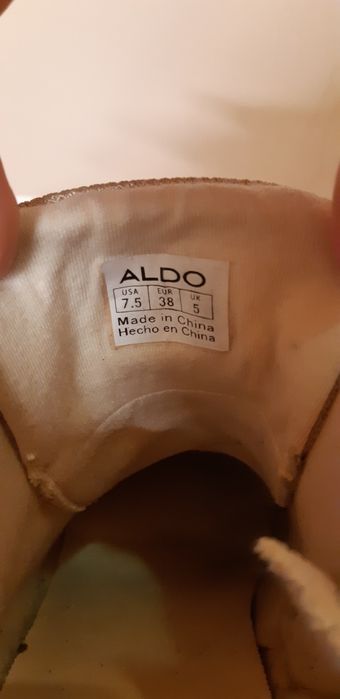 ALDO
USA EUR UK
7.5 38 5
Made in China
Hecho en China